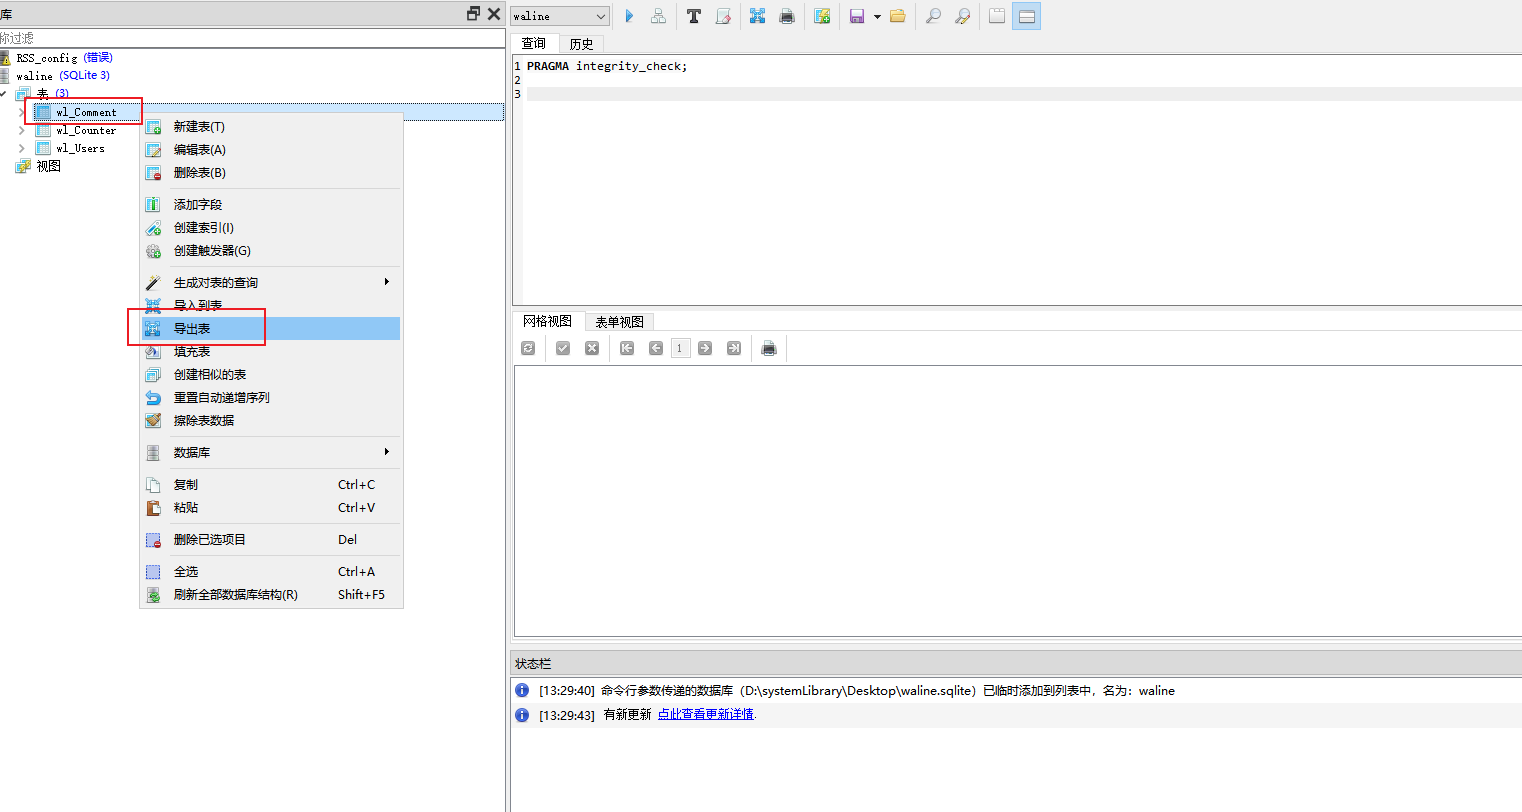 库
称过滤
RSS_config (错误)
waline (SQLite 3)
表 (3)
wl_Comment
wl_Counter
wl_Users
视图
新建表(T)
编辑表(A)
删除表(B)
添加字段
创建索引(I)
创建触发器(G)
生成对表的查询
导入到表
导出表
填充表
创建相似的表
重置自动递增序列
擦除表数据
数据库
复制 Ctrl+C
粘贴 Ctrl+V
删除已选项目 Del
全选 Ctrl+A
刷新全部数据库结构(R) Shift+F5
waline
查询 历史
1 PRAGMA integrity_check;
2
3
网格视图 表单视图
1
状态栏
[13:29:40] 命令行参数传递的数据库（D:\systemLibrary\Desktop\waline.sqlite）已临时添加到列表中，名为：waline
[13:29:43] 有新更新 点此查看更新详情.